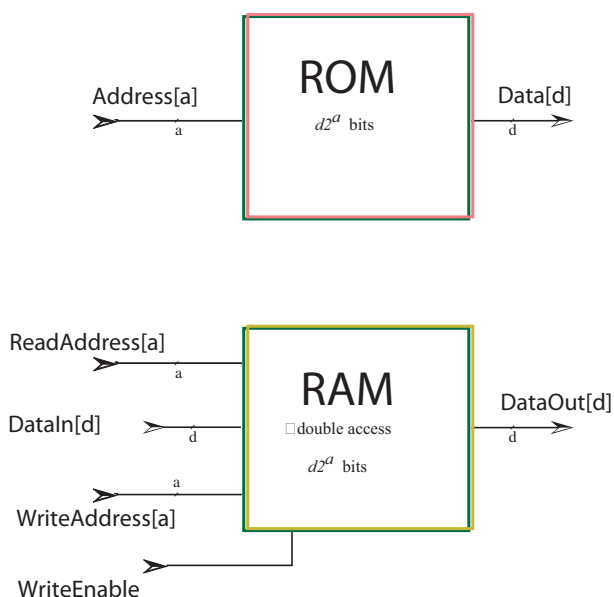 ROM
Address[a]
Data[d]
d2^a bits
a
d
ReadAddress[a]
a
RAM
DataOut[d]
DataIn[d]
□double access
d
d
d2^a bits
a
WriteAddress[a]
WriteEnable